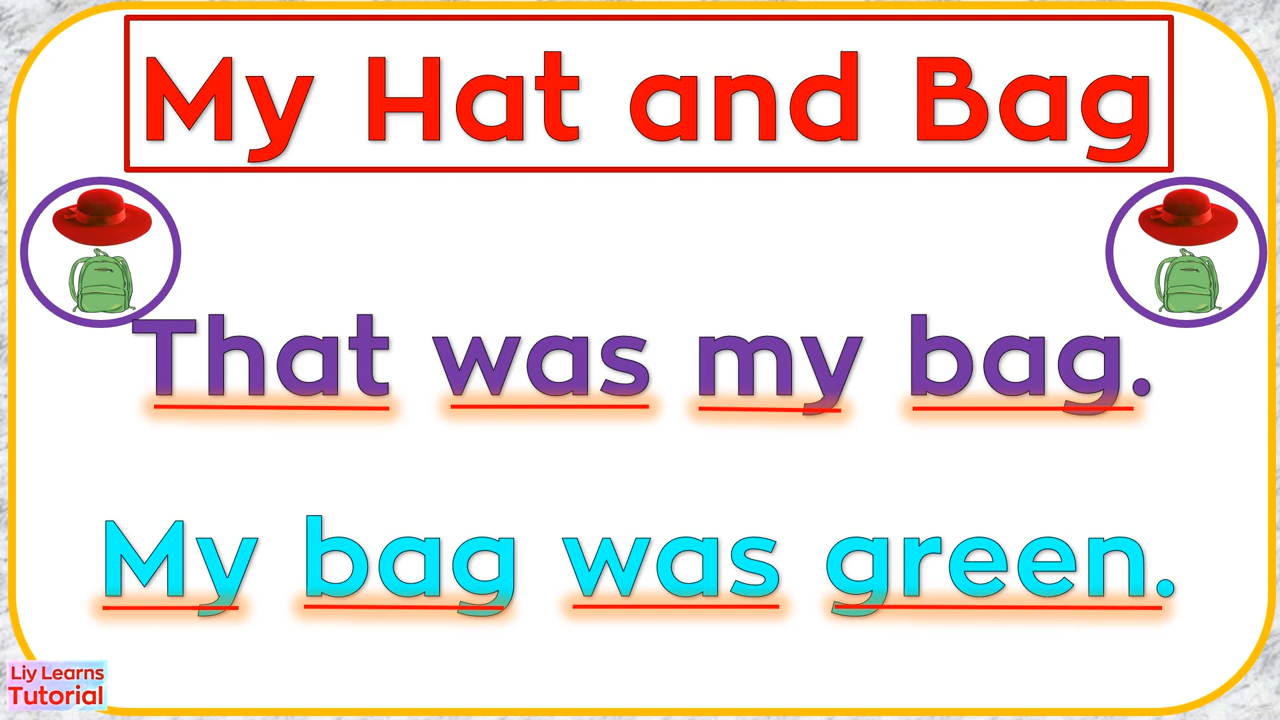 My Hat and Bag
That was my bag.
My bag was green.
Liy Learns
Tutorial